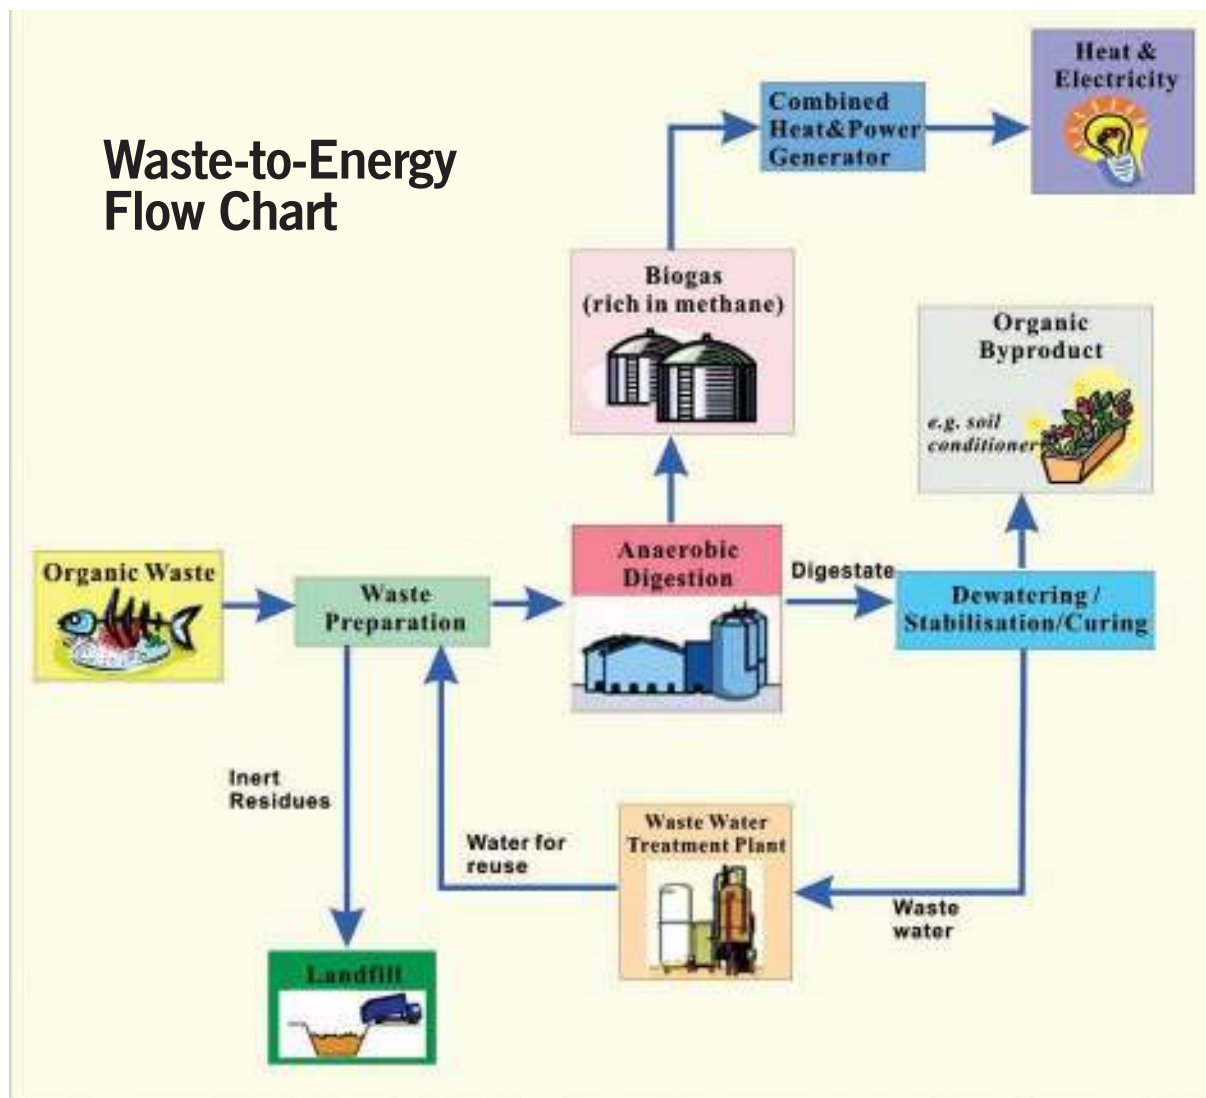 Waste-to-Energy
Flow Chart
Combined
Heat&Power
Generator
Heat &
Electricity
Biogas
(rich in methane)
Organic
Byproduct
e.g. soil
conditioner
Organic Waste
Waste
Preparation
Anaerobic
Digestion
Digestate
Dewatering /
Stabilisation/Curing
Inert
Residues
Water for
reuse
Waste Water
Treatment Plant
Waste
water
Landfill